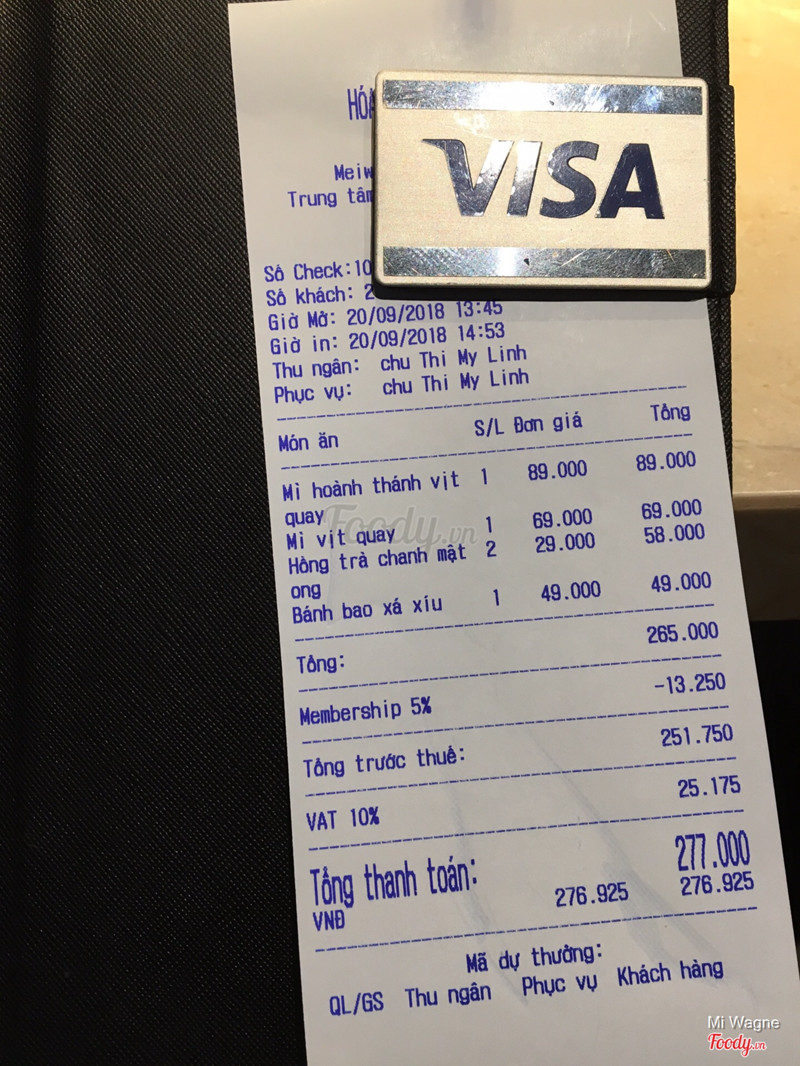 VISA
Meiw
Trung tâm
Số Check:10
Số khách: 2
Giờ Mở: 20/09/2018 13:45
Giờ in: 20/09/2018 14:53
Thu ngân: chu Thi My Linh
Phục vụ: chu Thi My Linh
Món ăn S/L Đơn giá Tổng
Mì hoành thánh vịt 1 89.000 89.000
quay
Mì vịt quay 1 69.000 69.000
Hồng trà chanh mật 2 29.000 58.000
ong
Bánh bao xá xíu 1 49.000 49.000
Tổng: 265.000
Membership 5% -13.250
Tổng trước thuế: 251.750
VAT 10% 25.175
Tổng thanh toán: 277.000
VNĐ 276.925 276.925
Mã dự thưởng:
QL/GS Thu ngân Phục vụ Khách hàng
Foody.vn
Mi Wagne
Foody.vn